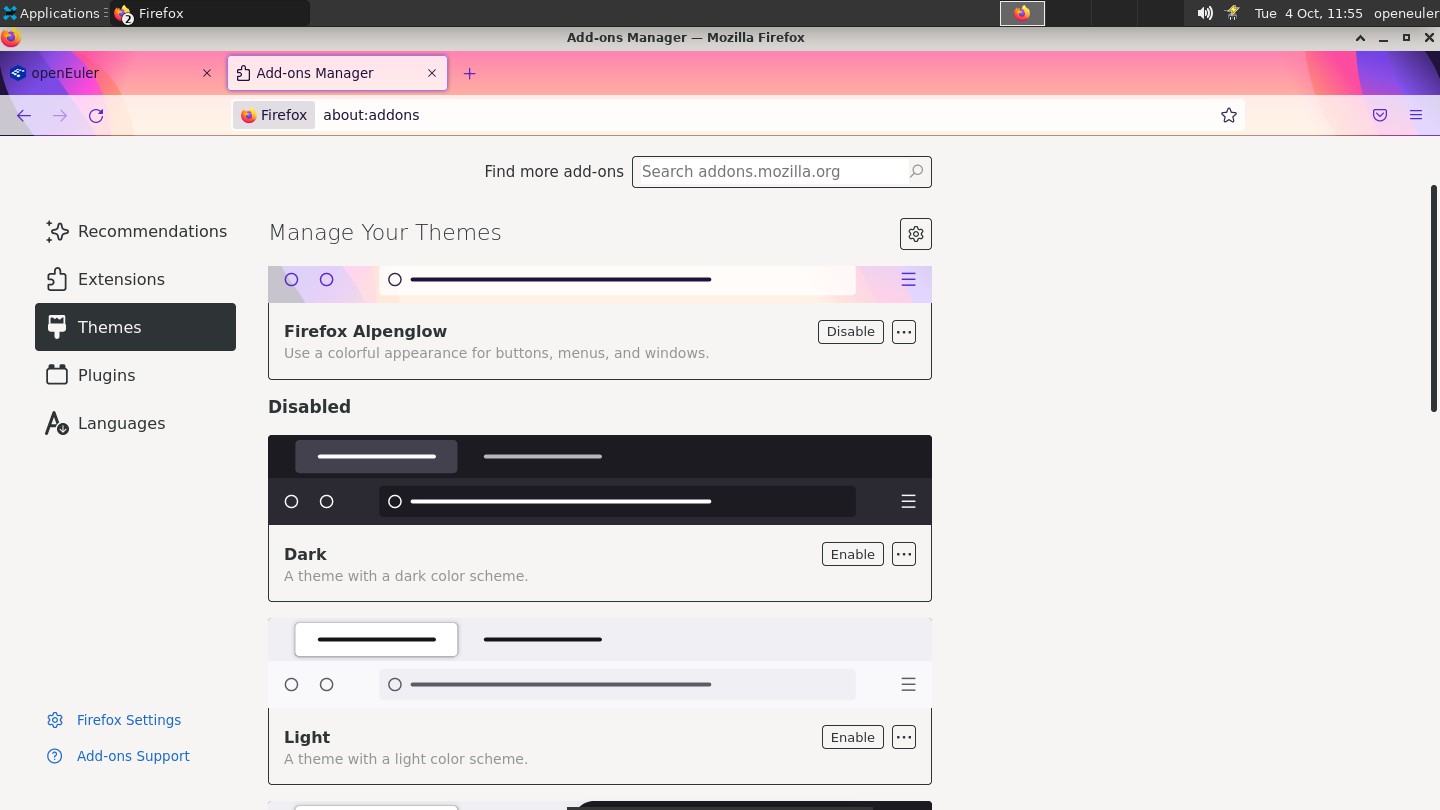 Applications
2
Firefox
Tue 4 Oct, 11:55
openeuler
Add-ons Manager — Mozilla Firefox
openEuler
Add-ons Manager
Firefox
about:addons
Find more add-ons
Search addons.mozilla.org
Recommendations
Extensions
Themes
Plugins
Languages
Manage Your Themes
Firefox Alpenglow
Disable
Use a colorful appearance for buttons, menus, and windows.
Disabled
Dark
Enable
A theme with a dark color scheme.
Light
Enable
A theme with a light color scheme.
Firefox Settings
Add-ons Support